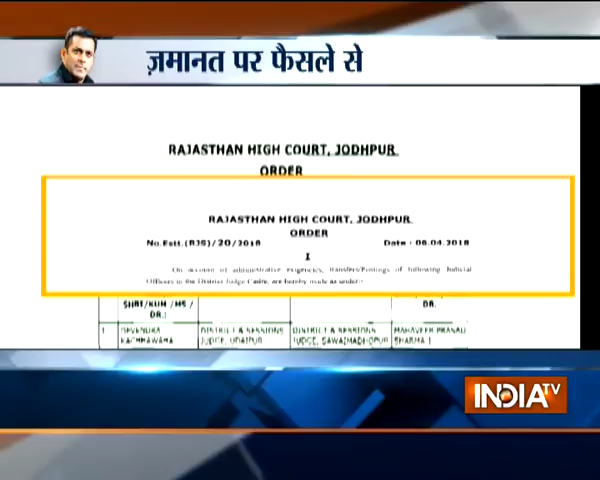 ज़मानत पर फैसले से
RAJASTHAN HIGH COURT, JODHPUR
ORDER
RAJASTHAN HIGH COURT, JODHPUR
ORDER
No.Estt.(RJS)/20/2018 Date : 06.04.2018
I
On account of administrative exigencies, transfers/Postings of following Judicial
Officers in the District Judge Cadre, are hereby made as under:-
SHRI/KUM /MS /
DR.:
DR.
1 DEVENDRA KACHHAWAHA DISTRICT & SESSIONS JUDGE, UDAIPUR DISTRICT & SESSIONS JUDGE, SAWAIMADHOPUR MAHAVEER PRASAD SHARMA I
INDIA TV